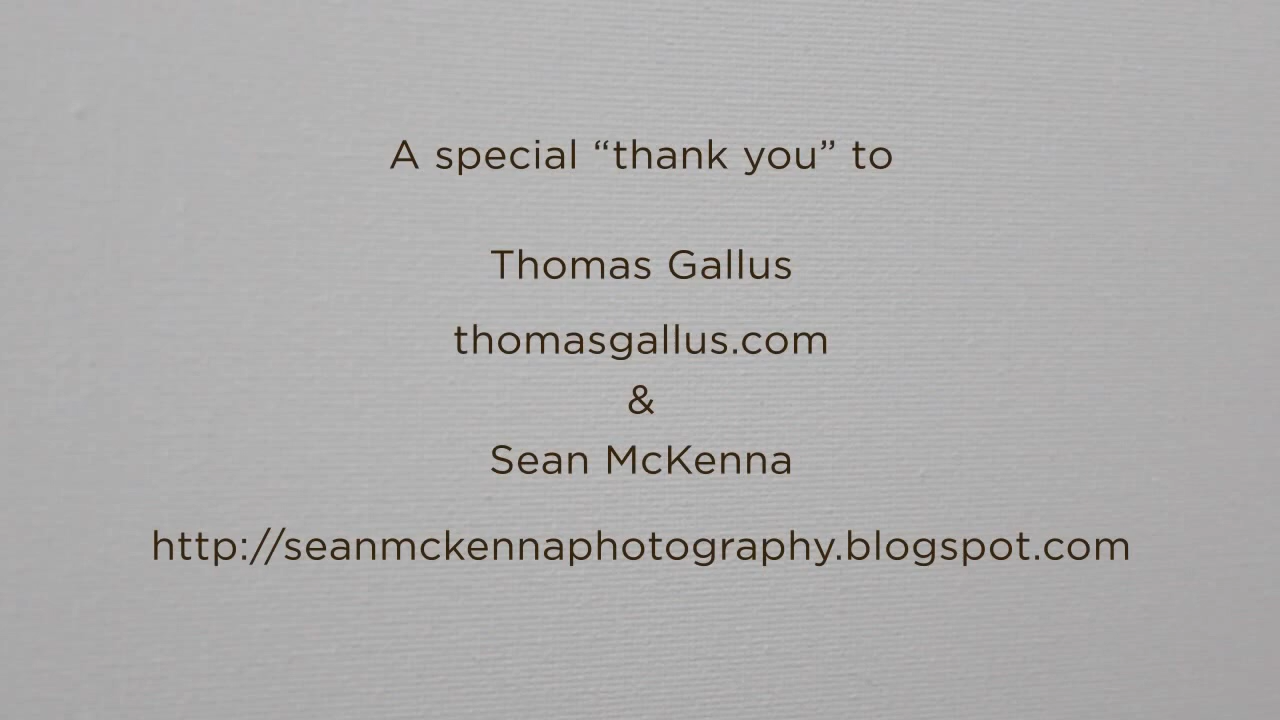 A special “thank you” to
Thomas Gallus
thomasgallus.com
&
Sean McKenna
http://seanmckennaphotography.blogspot.com